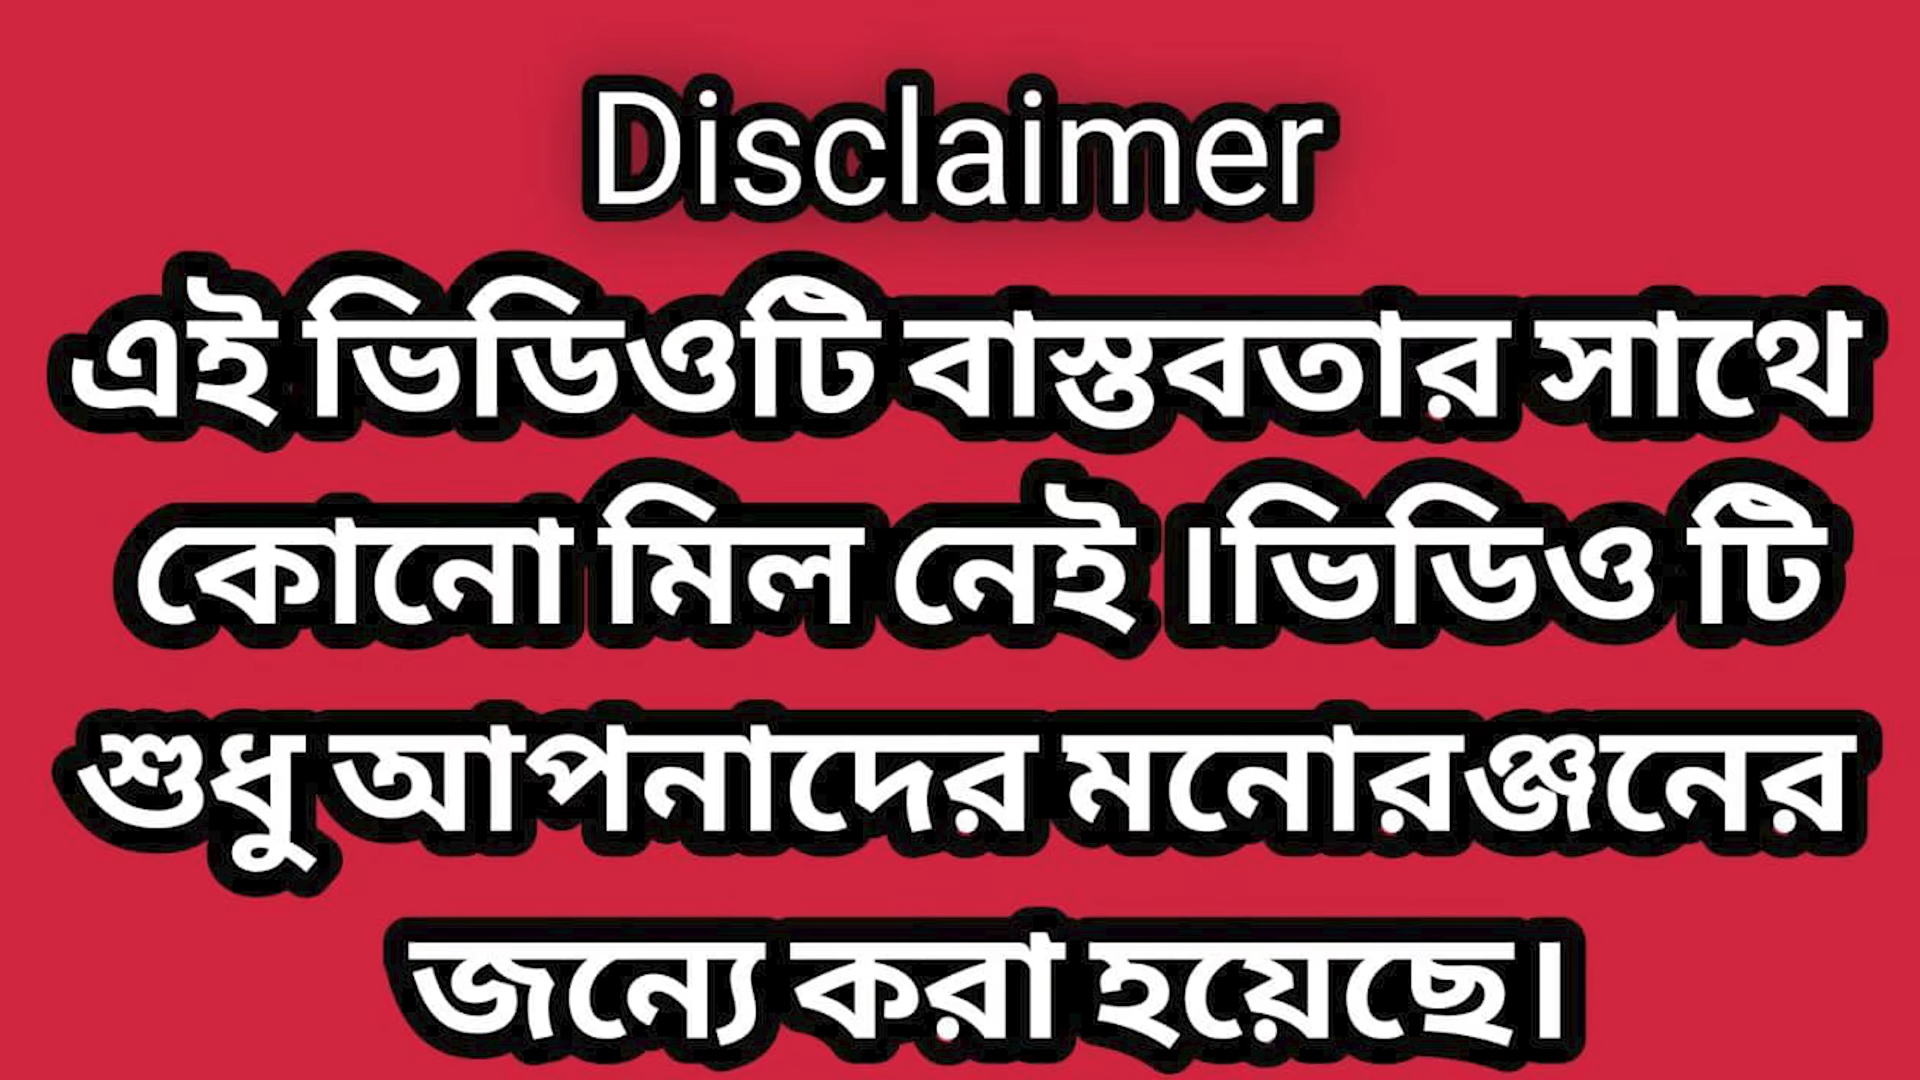 Disclaimer
এই ভিডিওটি বাস্তবতার সাথে
কোনো মিল নেই ।ভিডিও টি
শুধু আপনাদের মনোরঞ্জনের
জন্যে করা হয়েছে।